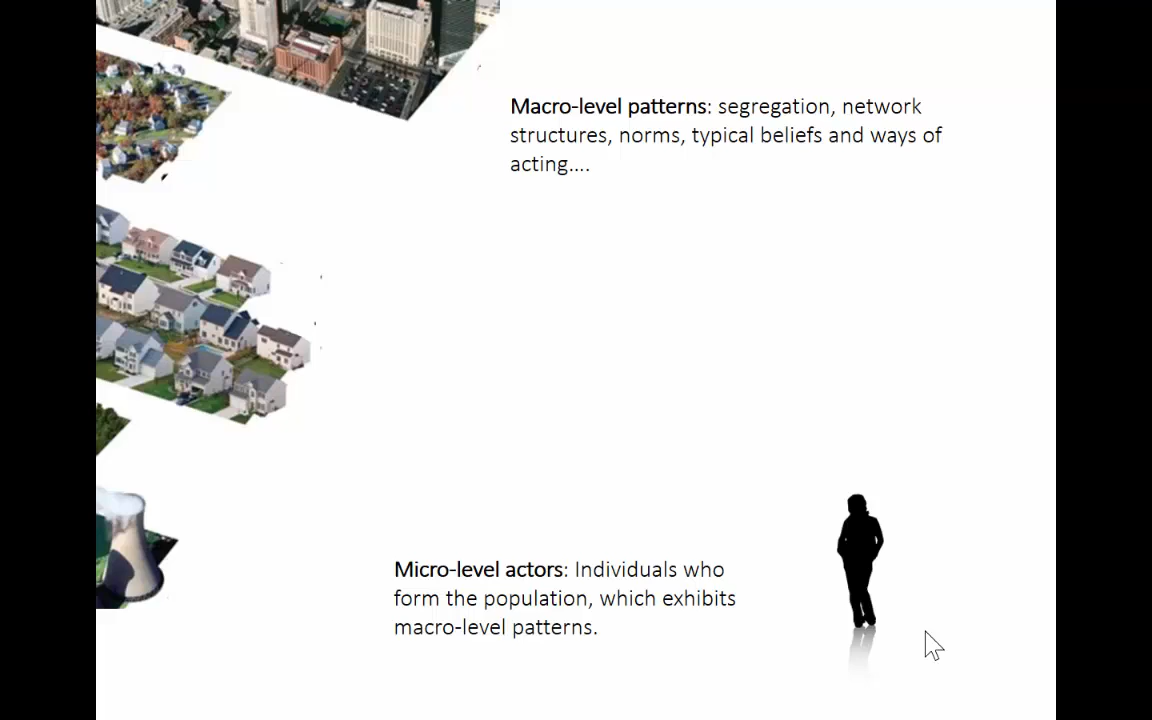 Macro-level patterns: segregation, network
structures, norms, typical beliefs and ways of
acting....
Micro-level actors: Individuals who
form the population, which exhibits
macro-level patterns.